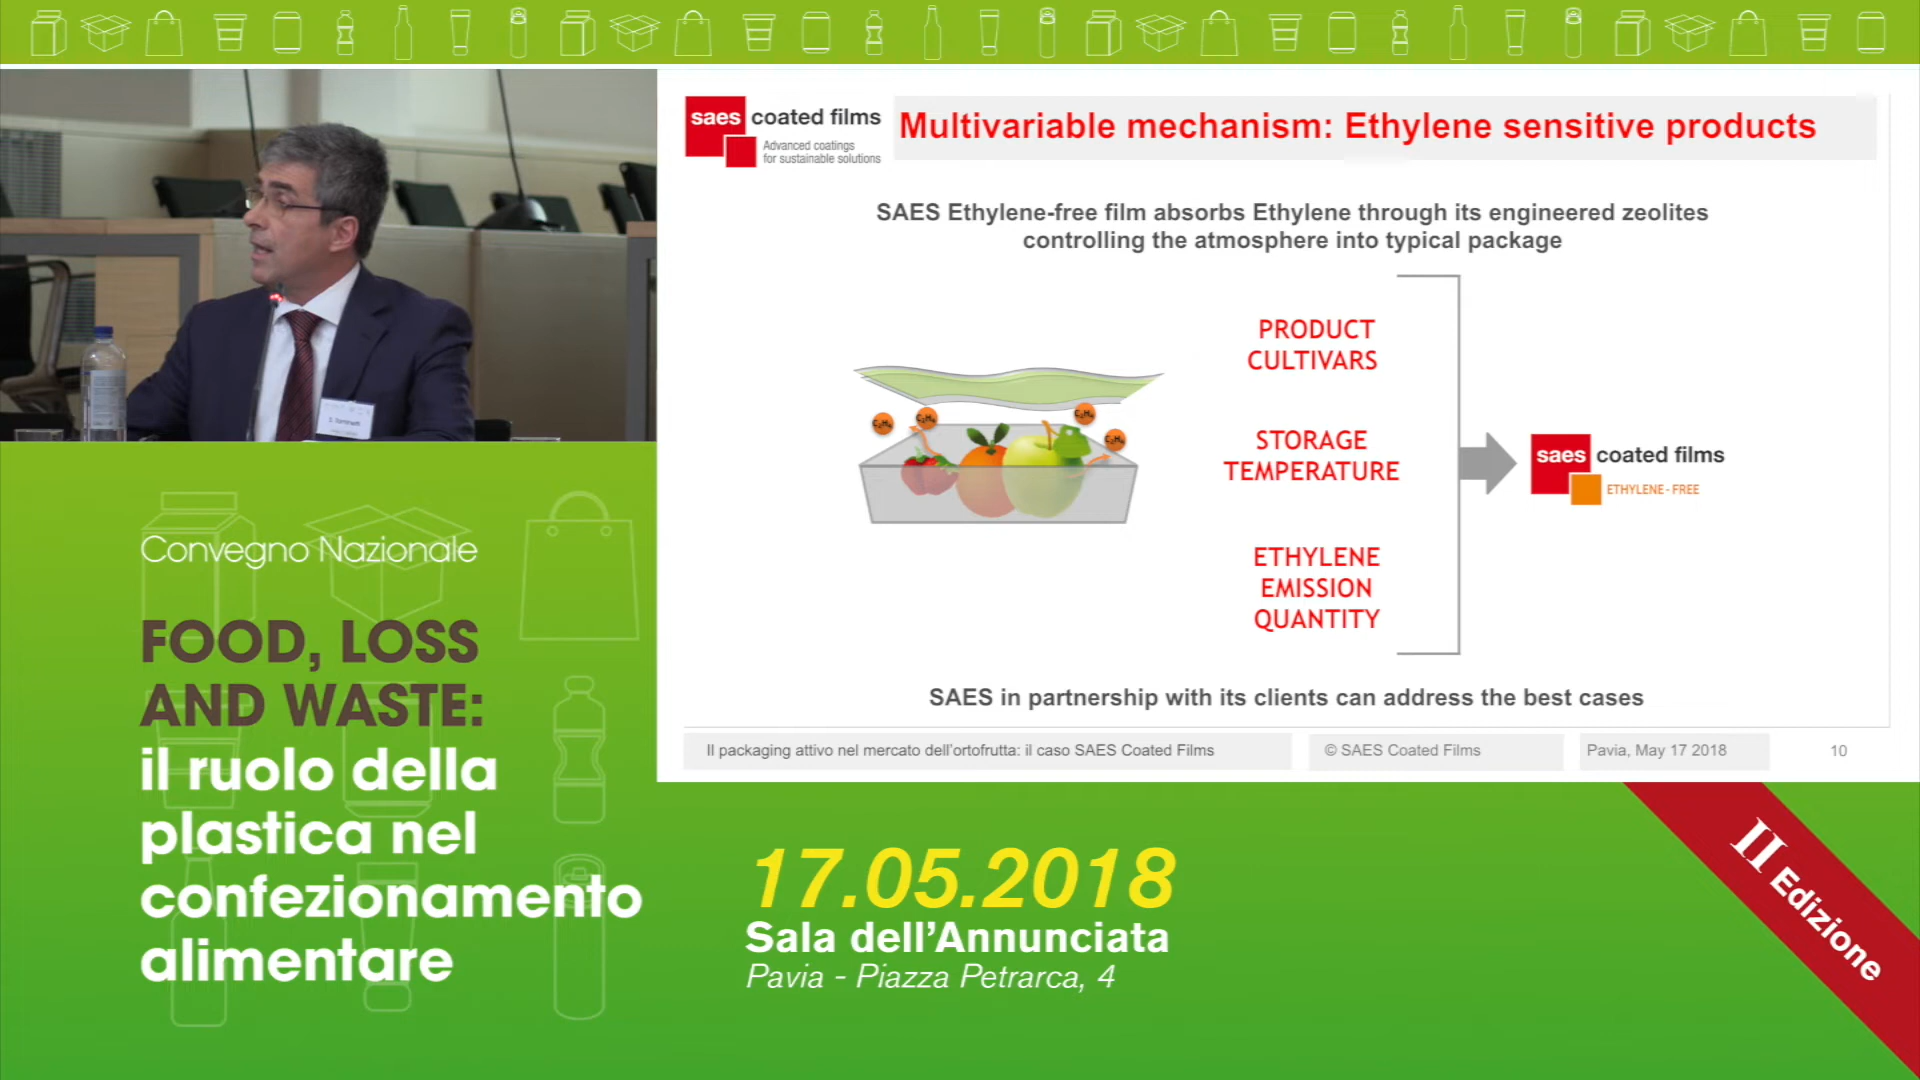 saes coated films
Advanced coatings
for sustainable solutions
Multivariable mechanism: Ethylene sensitive products
SAES Ethylene-free film absorbs Ethylene through its engineered zeolites
controlling the atmosphere into typical package
C₂H₄
C₂H₄
C₂H₄
C₂H₄
PRODUCT
CULTIVARS
STORAGE
TEMPERATURE
ETHYLENE
EMISSION
QUANTITY
saes coated films
ETHYLENE - FREE
SAES in partnership with its clients can address the best cases
Il packaging attivo nel mercato dell'ortofrutta: il caso SAES Coated Films
© SAES Coated Films
Pavia, May 17 2018
10
Convegno Nazionale
FOOD, LOSS
AND WASTE:
il ruolo della
plastica nel
confezionamento
alimentare
17.05.2018
Sala dell'Annunciata
Pavia - Piazza Petrarca, 4
II Edizione